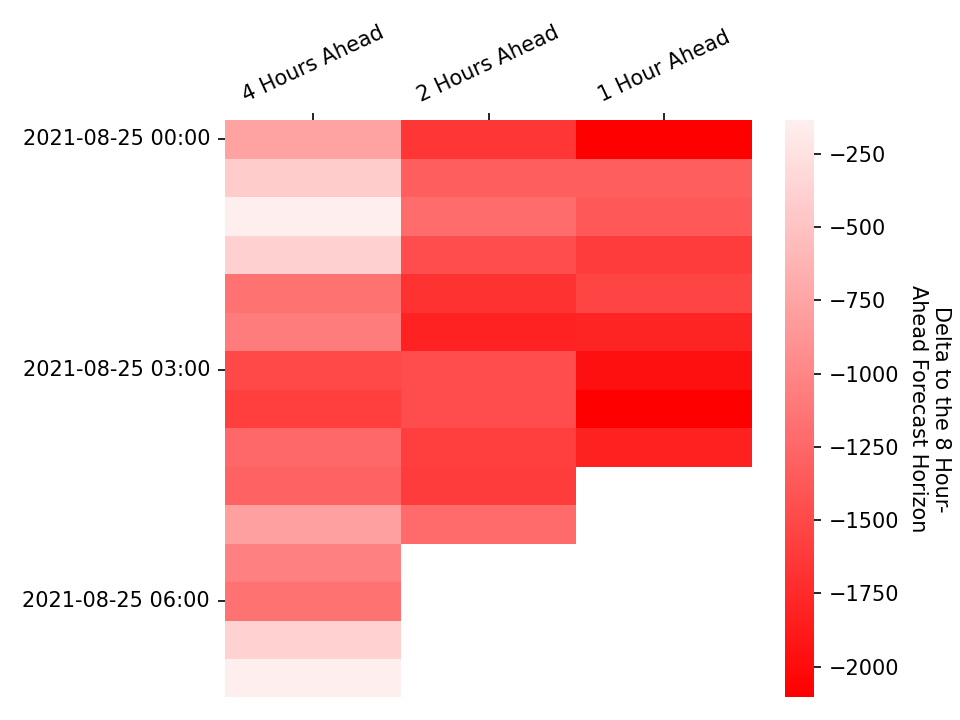 4 Hours Ahead
2 Hours Ahead
1 Hour Ahead
2021-08-25 00:00
2021-08-25 03:00
2021-08-25 06:00
−250
−500
−750
−1000
−1250
−1500
−1750
−2000
Delta to the 8 Hour-
Ahead Forecast Horizon